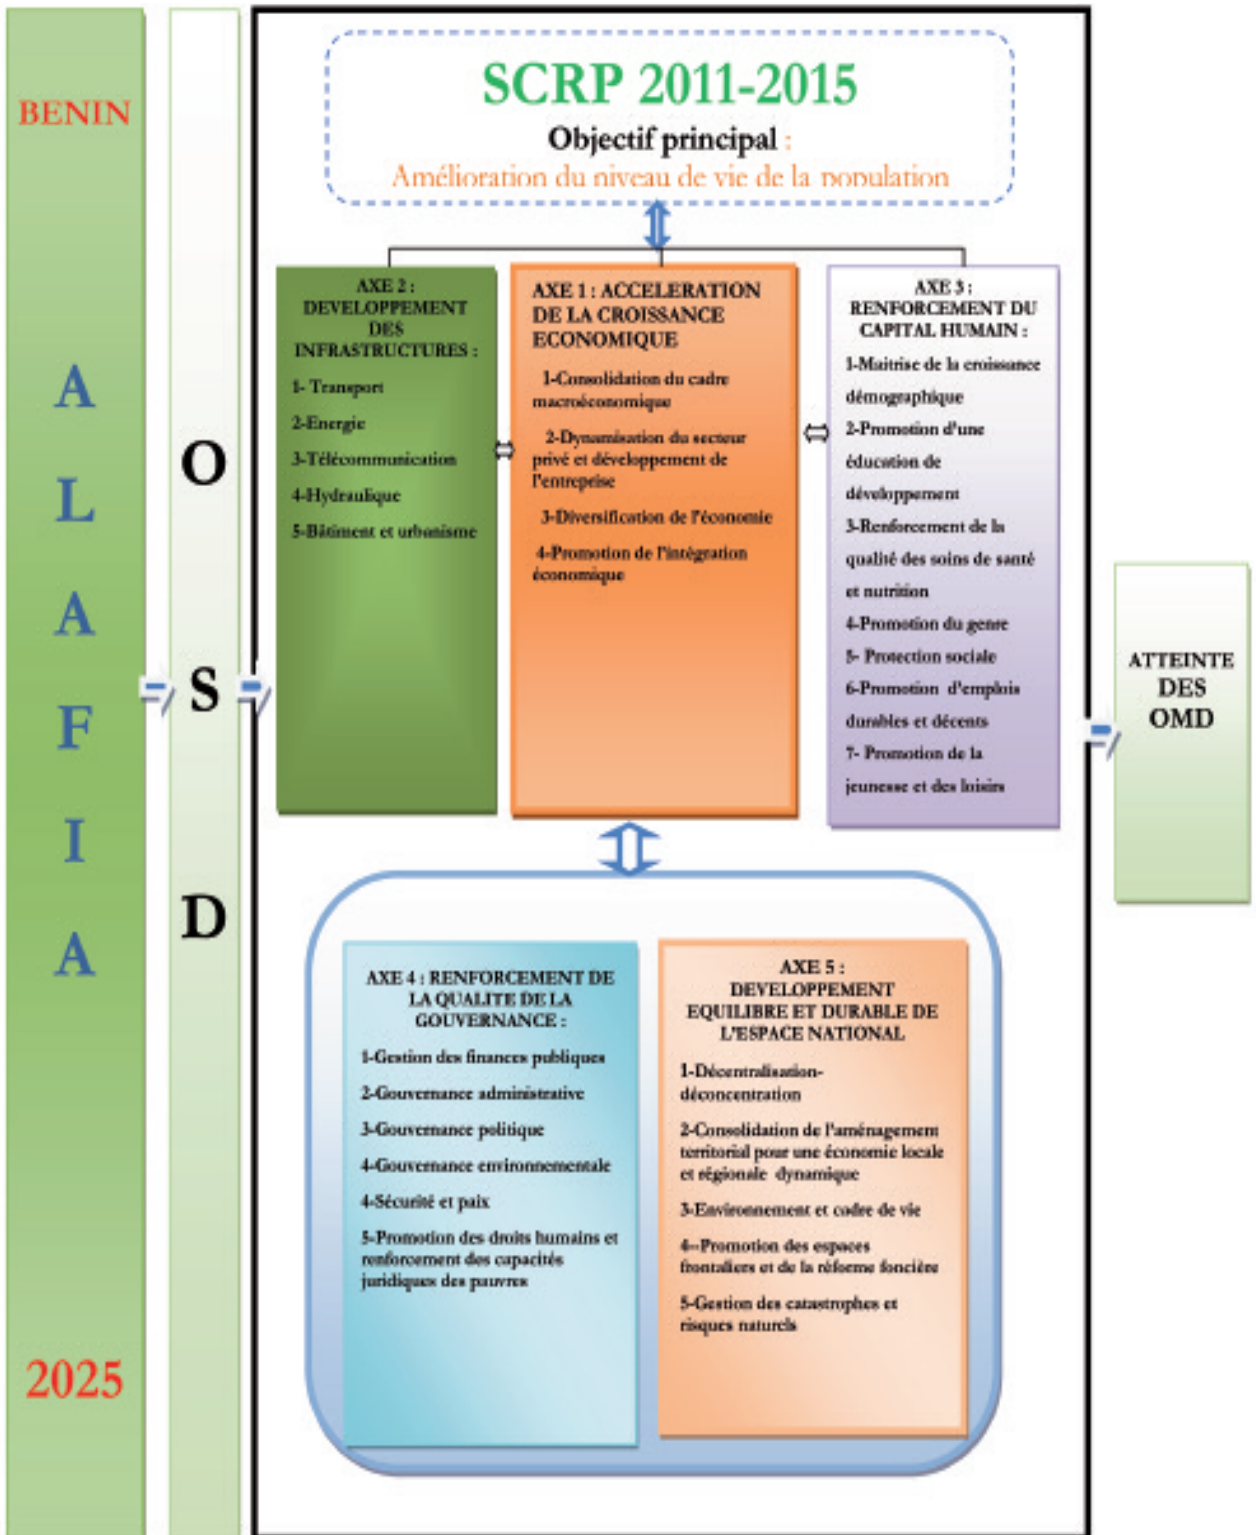 BENIN
A
L
A
F
I
A
2025
O
S
D
SCRP 2011-2015
Objectif principal :
Amélioration du niveau de vie de la population
AXE 2 :
DEVELOPPEMENT
DES
INFRASTRUCTURES :
1- Transport
2-Energie
3-Télécommunication
4-Hydraulique
5-Bâtiment et urbanisme
AXE 1 : ACCELERATION
DE LA CROISSANCE
ECONOMIQUE
1-Consolidation du cadre
macroéconomique
2-Dynamisation du secteur
privé et développement de
l'entreprise
3-Diversification de l'économie
4-Promotion de l'intégration
économique
AXE 3 :
RENFORCEMENT DU
CAPITAL HUMAIN :
1-Maitrise de la croissance
démographique
2-Promotion d'une
éducation de
développement
3-Renforcement de la
qualité des soins de santé
et nutrition
4-Promotion du genre
5- Protection sociale
6-Promotion d'emplois
durables et décents
7- Promotion de la
jeunesse et des loisirs
AXE 4 : RENFORCEMENT DE
LA QUALITE DE LA
GOUVERNANCE :
1-Gestion des finances publiques
2-Gouvernance administrative
3-Gouvernance politique
4-Gouvernance environnementale
4-Sécurité et paix
5-Promotion des droits humains et
renforcement des capacités
juridiques des pauvres
AXE 5 :
DEVELOPPEMENT
EQUILIBRE ET DURABLE DE
L'ESPACE NATIONAL
1-Décentralisation-
déconcentration
2-Consolidation de l'aménagement
territorial pour une économie locale
et régionale dynamique
3-Environnement et cadre de vie
4--Promotion des espaces
frontaliers et de la réforme foncière
5-Gestion des catastrophes et
risques naturels
ATTEINTE
DES
OMD